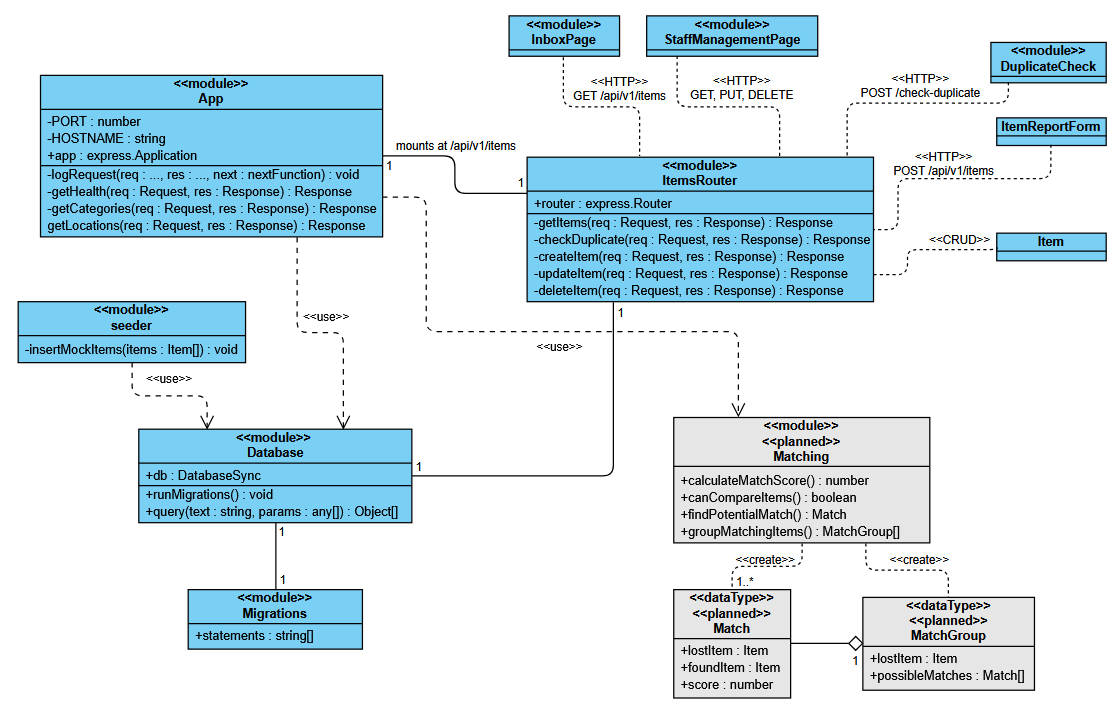 <<module>>
InboxPage
<<module>>
StaffManagementPage
<<module>>
DuplicateCheck
<<HTTP>>
GET /api/v1/items
<<HTTP>>
GET, PUT, DELETE
<<HTTP>>
POST /check-duplicate
<<module>>
App
-PORT : number
-HOSTNAME : string
+app : express.Application
-logRequest(req : ..., res : ..., next : nextFunction) : void
-getHealth(req : Request, res : Response) : Response
-getCategories(req : Request, res : Response) : Response
getLocations(req : Request, res : Response) : Response
mounts at /api/v1/items
1
1
ItemReportForm
<<HTTP>>
POST /api/v1/items
<<module>>
ItemsRouter
+router : express.Router
-getItems(req : Request, res : Response) : Response
-checkDuplicate(req : Request, res : Response) : Response
-createItem(req : Request, res : Response) : Response
-updateItem(req : Request, res : Response) : Response
-deleteItem(req : Request, res : Response) : Response
<<CRUD>>
Item
1
<<module>>
seeder
-insertMockItems(items : Item[]) : void
<<use>>
<<use>>
<<use>>
<<module>>
Database
+db : DatabaseSync
+runMigrations() : void
+query(text : string, params : any[]) : Object[]
1
1
1
<<module>>
Migrations
+statements : string[]
<<module>>
<<planned>>
Matching
+calculateMatchScore() : number
+canCompareItems() : boolean
+findPotentialMatch() : Match
+groupMatchingItems() : MatchGroup[]
<<create>>
<<create>>
1..*
<<dataType>>
<<planned>>
Match
+lostItem : Item
+foundItem : Item
+score : number
1
<<dataType>>
<<planned>>
MatchGroup
+lostItem : Item
+possibleMatches : Match[]